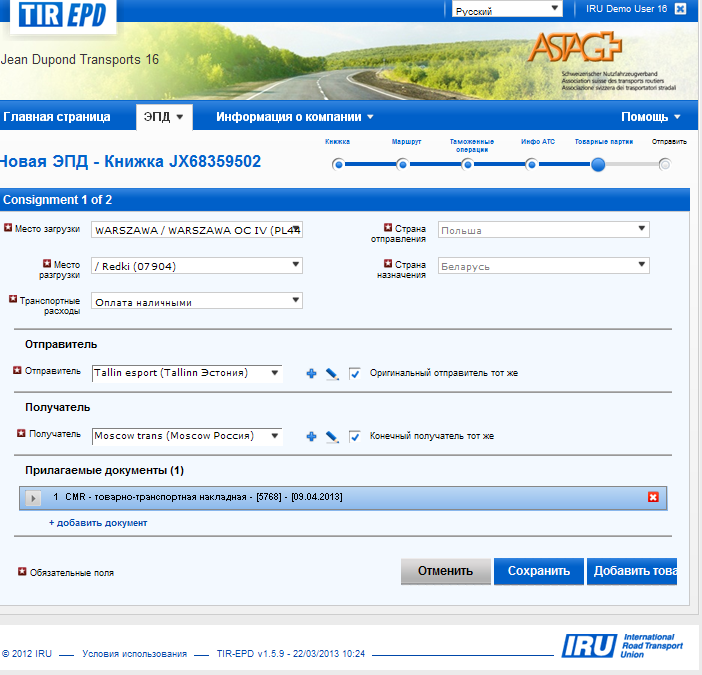 TIR EPD
Русский
IRU Demo User 16
Jean Dupond Transports 16
ASTAG
Schweizerischer Nutzfahrzeugverband
Association suisse des transports routiers
Associazione svizzera dei trasportatori stradali
Главная страница
ЭПД
Информация о компании
Помощь
Книжка
Маршрут
Таможенные операции
Инфо АТС
Товарные партии
Отправить
Новая ЭПД - Книжка JX68359502
Consignment 1 of 2
Место загрузки
WARSZAWA / WARSZAWA OC IV (PL44
Страна отправления
Польша
Место разгрузки
/ Redki (07904)
Страна назначения
Беларусь
Транспортные расходы
Оплата наличными
Отправитель
Отправитель
Tallin esport (Tallinn Эстония)
Оригинальный отправитель тот же
Получатель
Получатель
Moscow trans (Moscow Россия)
Конечный получатель тот же
Прилагаемые документы (1)
1 CMR - товарно-транспортная накладная - [5768] - [09.04.2013]
+ добавить документ
Обязательные поля
Отменить
Сохранить
Добавить това
© 2012 IRU
Условия использования
TIR-EPD v1.5.9 - 22/03/2013 10:24
IRU
International
Road Transport
Union